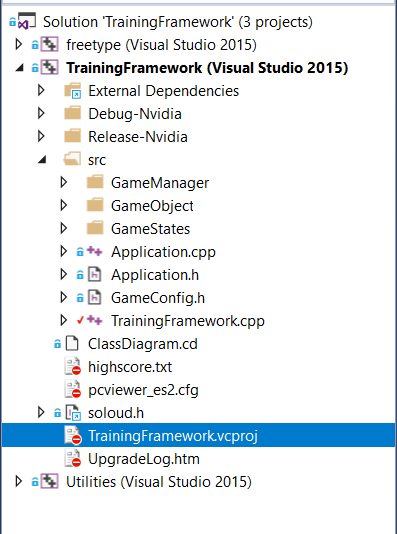 Solution 'TrainingFramework' (3 projects)
freetype (Visual Studio 2015)
TrainingFramework (Visual Studio 2015)
External Dependencies
Debug-Nvidia
Release-Nvidia
src
GameManager
GameObject
GameStates
Application.cpp
Application.h
GameConfig.h
TrainingFramework.cpp
ClassDiagram.cd
highscore.txt
pcviewer_es2.cfg
soloud.h
TrainingFramework.vcproj
UpgradeLog.htm
Utilities (Visual Studio 2015)